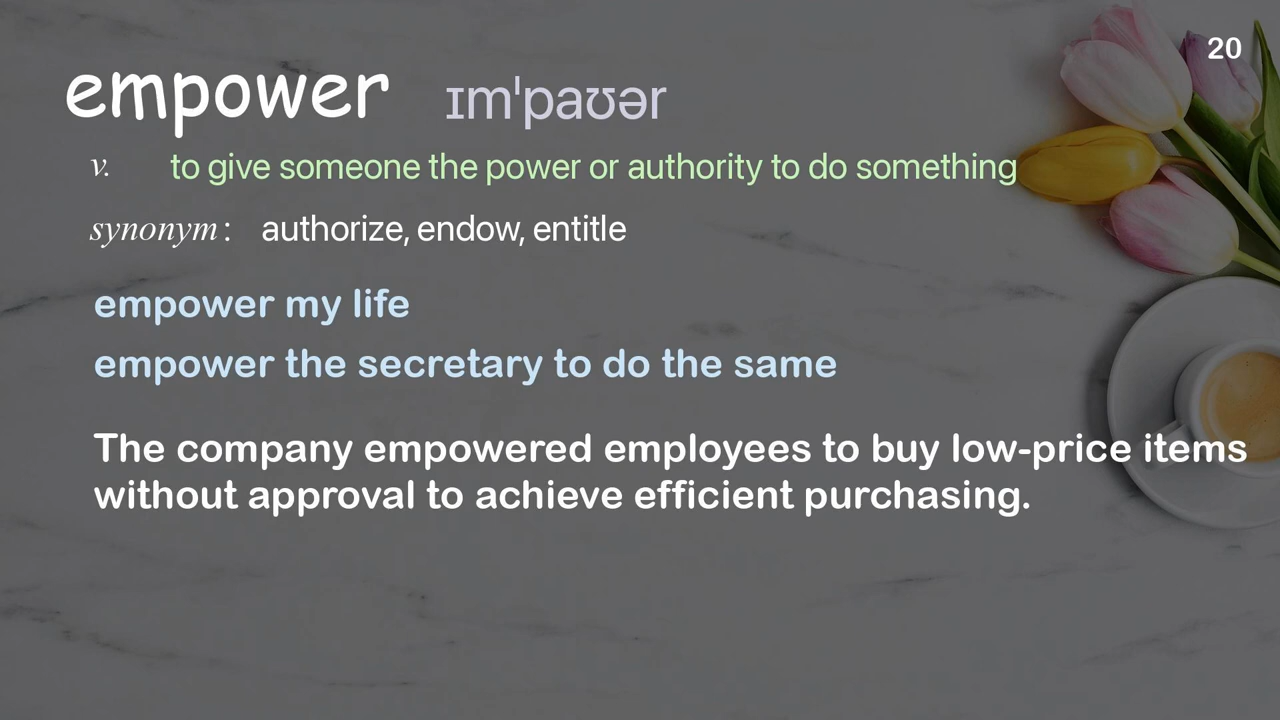 20
empower ɪmˈpaʊər
v. to give someone the power or authority to do something
synonym: authorize, endow, entitle
empower my life
empower the secretary to do the same
The company empowered employees to buy low-price items
without approval to achieve efficient purchasing.